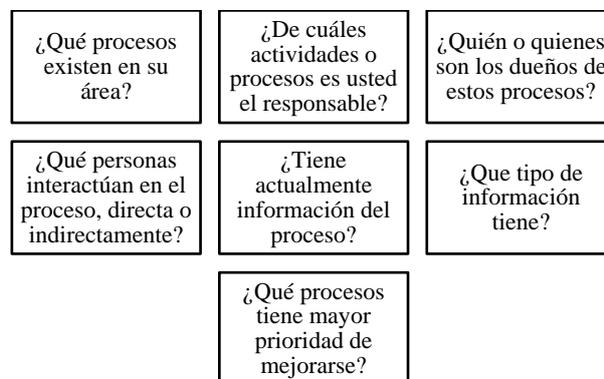 ¿Qué procesos
existen en su
área?
¿De cuáles
actividades o
procesos es usted
el responsable?
¿Quién o quienes
son los dueños de
estos procesos?
¿Qué personas
interactúan en el
proceso, directa o
indirectamente?
¿Tiene
actualmente
información del
proceso?
¿Que tipo de
información
tiene?
¿Qué procesos
tiene mayor
prioridad de
mejorarse?